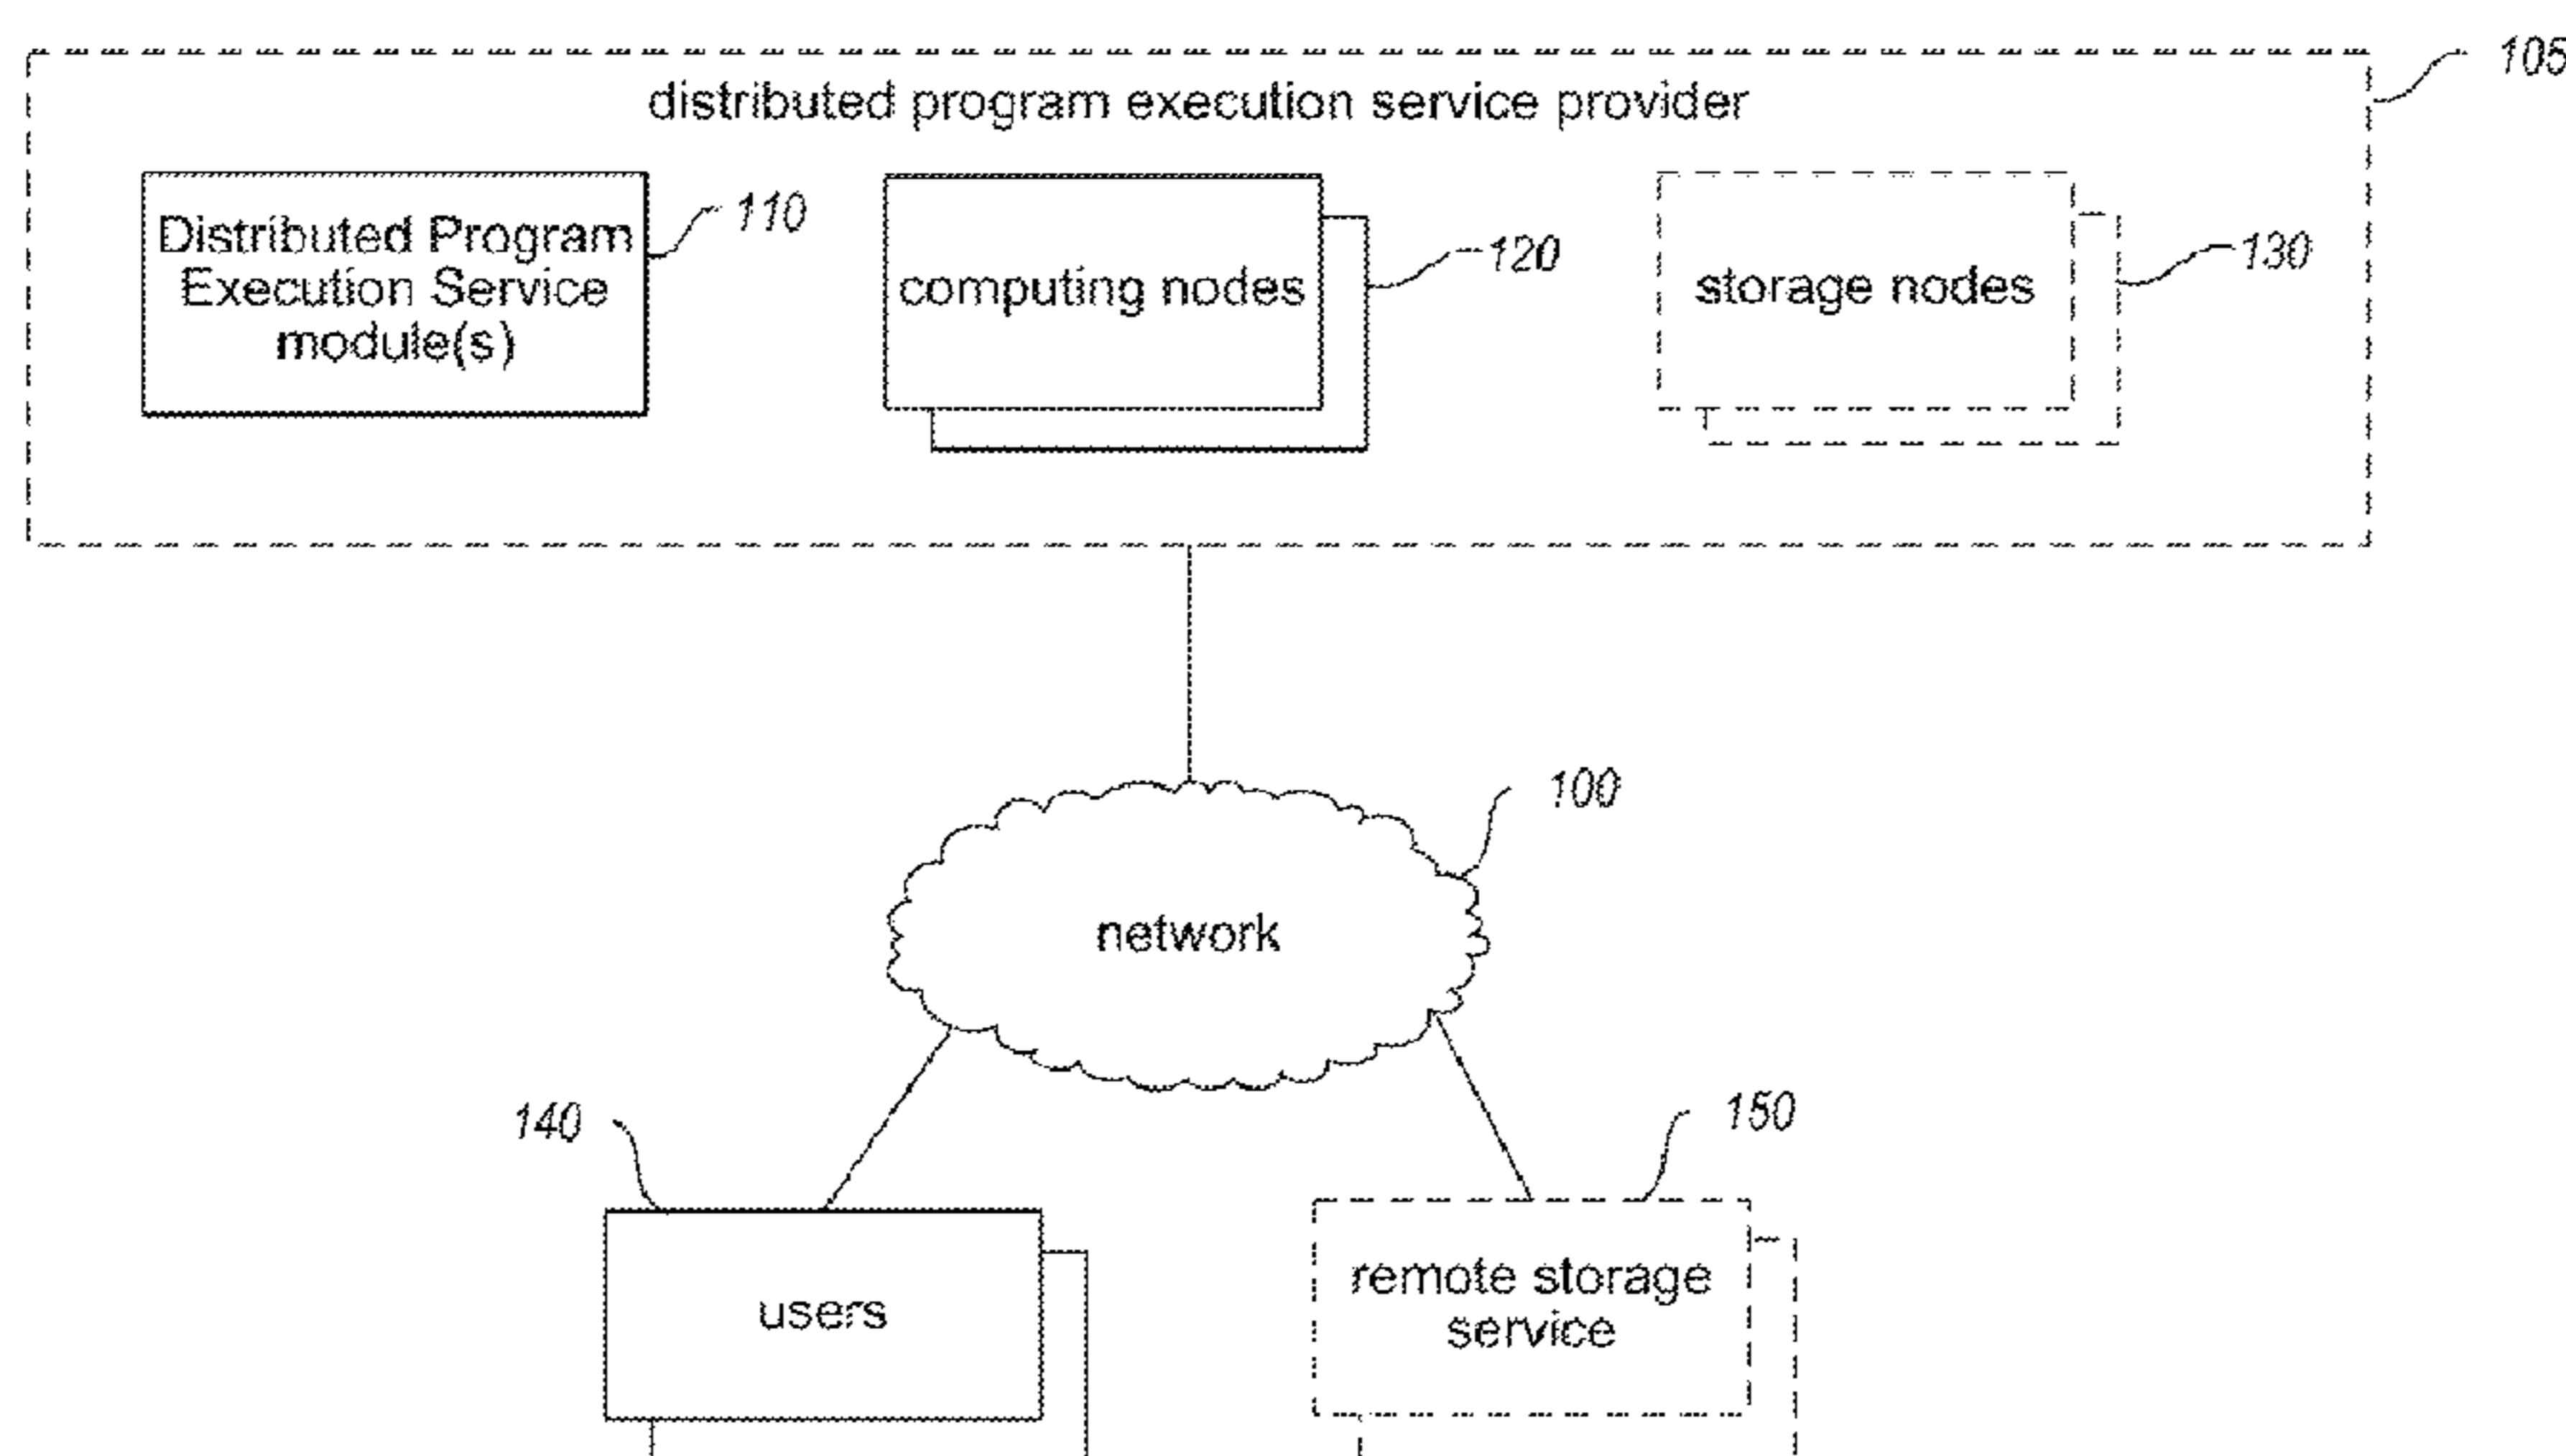 105
distributed program execution service provider
Distributed Program
Execution Service
module(s)
110
computing nodes
120
storage nodes
130
100
network
140
150
users
remote storage
service